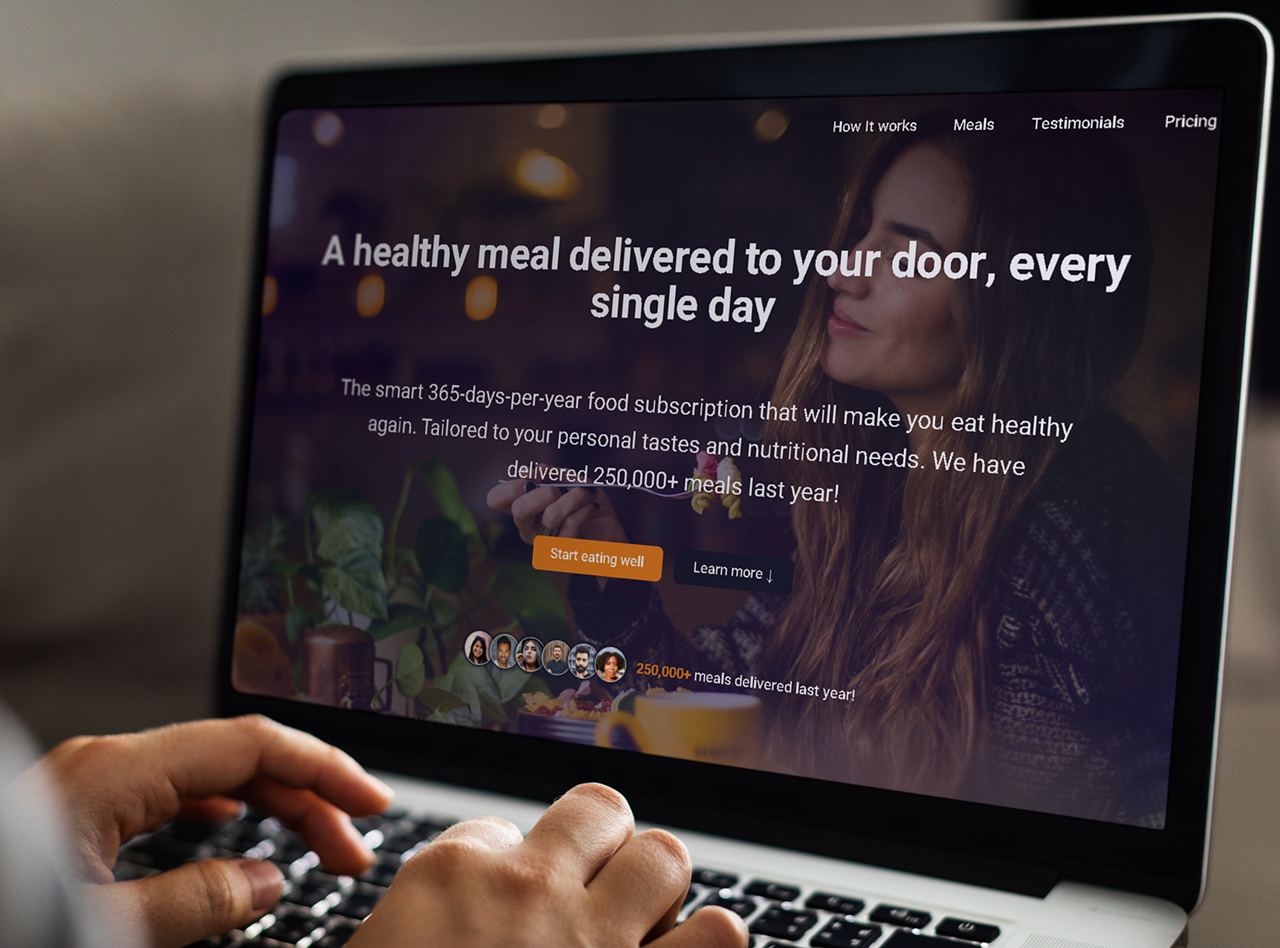 How It works Meals Testimonials Pricing
A healthy meal delivered to your door, every
single day
The smart 365-days-per-year food subscription that will make you eat healthy
again. Tailored to your personal tastes and nutritional needs. We have
delivered 250,000+ meals last year!
Start eating well Learn more ↓
250,000+ meals delivered last year!